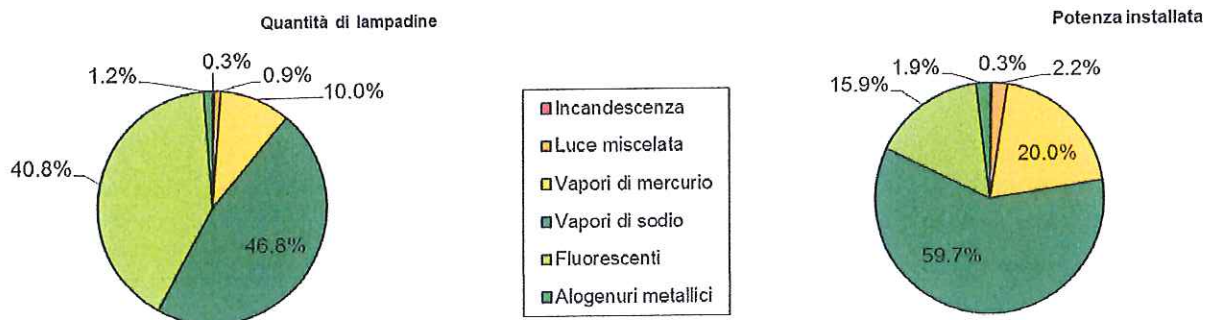 Quantità di lampadine
1.2%
0.3%
0.9%
10.0%
40.8%
46.8%
Incandescenza
Luce miscelata
Vapori di mercurio
Vapori di sodio
Fluorescenti
Alogenuri metallici
Potenza installata
1.9%
0.3%
2.2%
15.9%
20.0%
59.7%